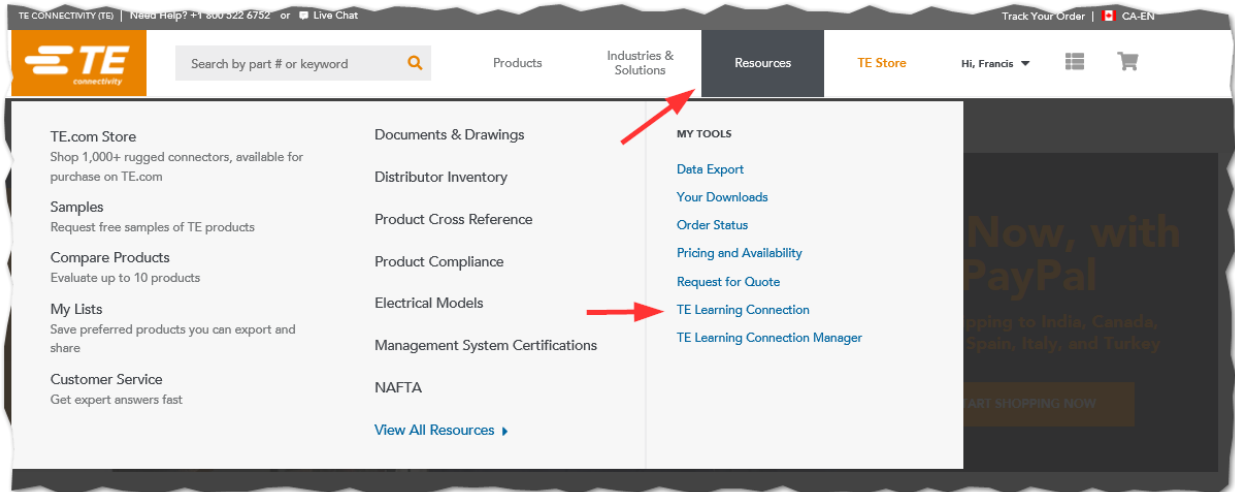 TE CONNECTIVITY (TE) | Need Help? +1 800 522 6752 or Live Chat
Track Your Order | CA-EN
TE
connectivity
Search by part # or keyword
Products
Industries &
Solutions
Resources
TE Store
Hi, Francis
TE.com Store
Shop 1,000+ rugged connectors, available for
purchase on TE.com
Samples
Request free samples of TE products
Compare Products
Evaluate up to 10 products
My Lists
Save preferred products you can export and
share
Customer Service
Get expert answers fast
Documents & Drawings
Distributor Inventory
Product Cross Reference
Product Compliance
Electrical Models
Management System Certifications
NAFTA
View All Resources
MY TOOLS
Data Export
Your Downloads
Order Status
Pricing and Availability
Request for Quote
TE Learning Connection
TE Learning Connection Manager
Now, with
PayPal
to India, Canada,
Spain, Italy, and Turkey
SHOPPING NOW